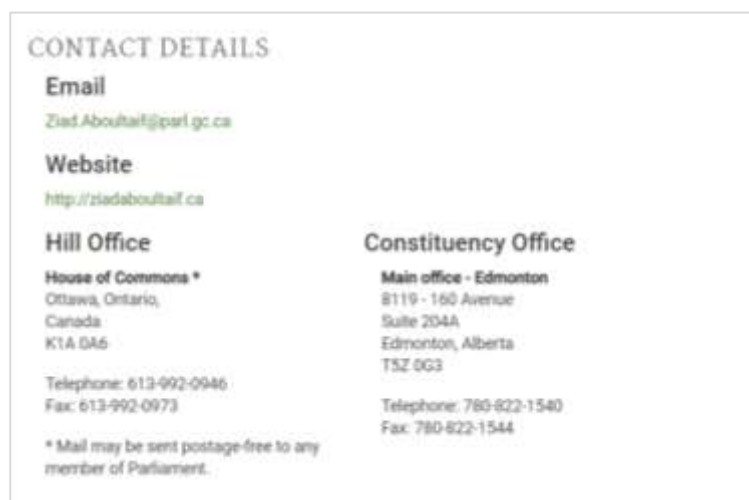 CONTACT DETAILS
Email
Ziad.Aboultaif@parl.gc.ca
Website
http://ziadaboultaif.ca
Hill Office
House of Commons *
Ottawa, Ontario,
Canada
K1A 0A6
Telephone: 613-992-0946
Fax: 613-992-0973
* Mail may be sent postage-free to any
member of Parliament.
Constituency Office
Main office - Edmonton
8119 - 160 Avenue
Suite 204A
Edmonton, Alberta
T5Z 0G3
Telephone: 780-822-1540
Fax: 780-822-1544